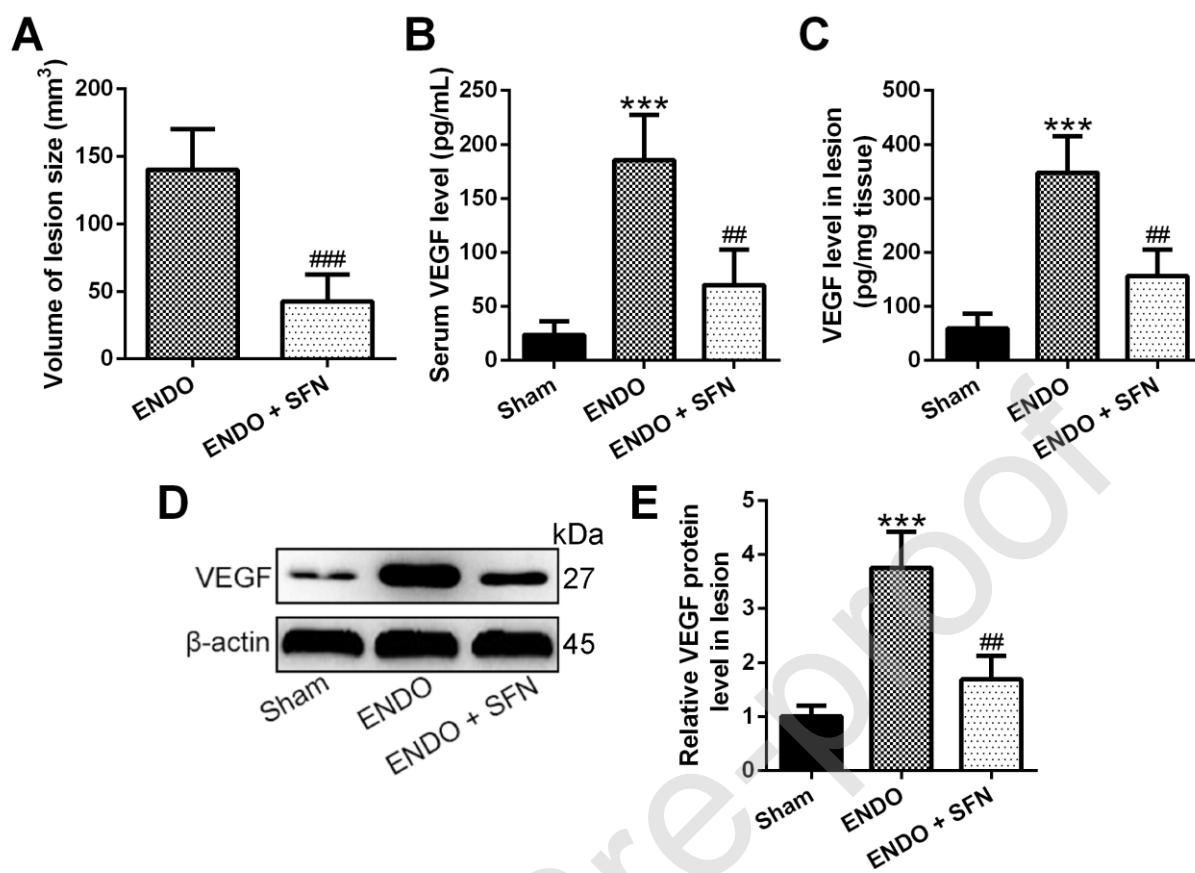 A
Volume of lesion size (mm³)
200
150
100
50
0
###
ENDO
ENDO + SFN
B
Serum VEGF level (pg/mL)
250
200
150
100
50
0
***
##
Sham
ENDO
ENDO + SFN
C
VEGF level in lesion
(pg/mg tissue)
500
400
300
200
100
0
***
##
Sham
ENDO
ENDO + SFN
D
kDa
VEGF
27
β-actin
45
Sham
ENDO
ENDO + SFN
E
Relative VEGF protein
level in lesion
5
4
3
2
1
0
***
##
Sham
ENDO
ENDO + SFN
re-proof